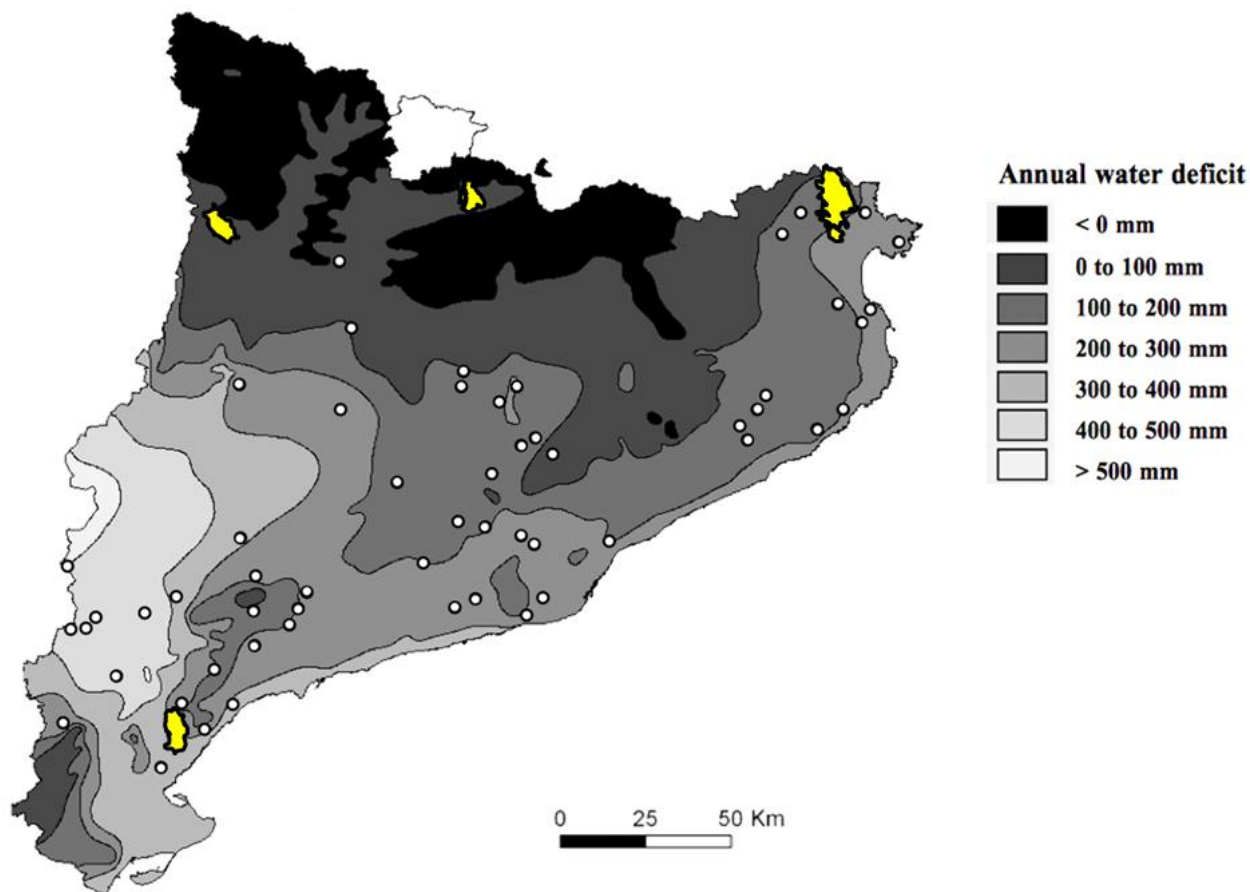 Annual water deficit
< 0 mm
0 to 100 mm
100 to 200 mm
200 to 300 mm
300 to 400 mm
400 to 500 mm
> 500 mm
0 25 50 Km